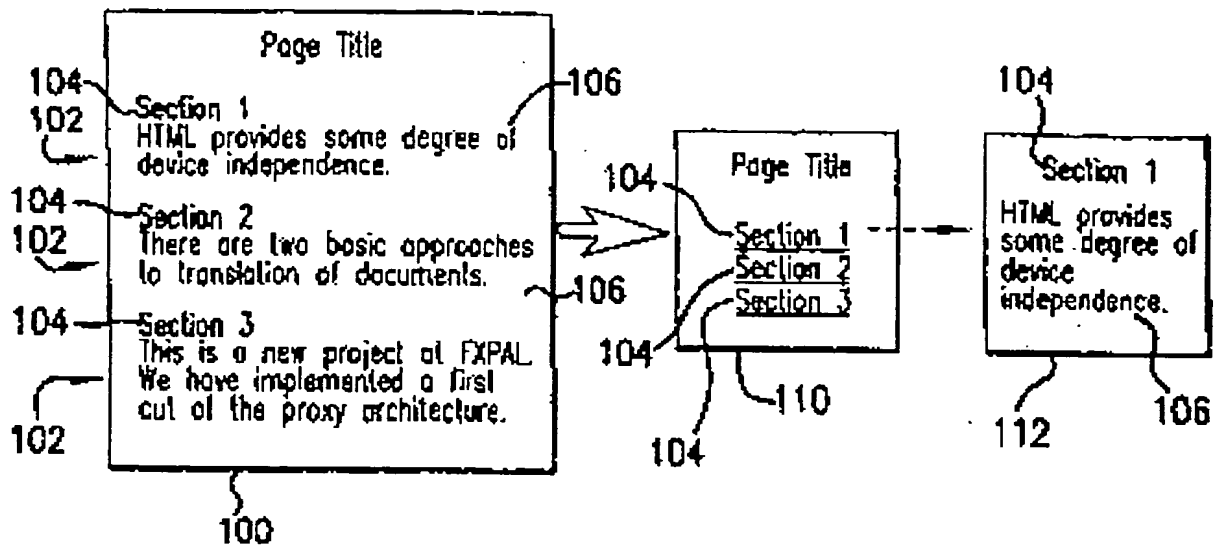 Page Title
104
106
Section 1
102
HTML provides some degree of
device independence.
104
Section 2
102
There are two basic approaches
to translation of documents.
106
104
Section 3
This is a new project at FXPAL.
We have implemented a first
cut of the proxy architecture.
102
100
Page Title
104
Section 1
Section 2
Section 3
104
104
110
104
Section 1
HTML provides
some degree of
device
independence.
112
106